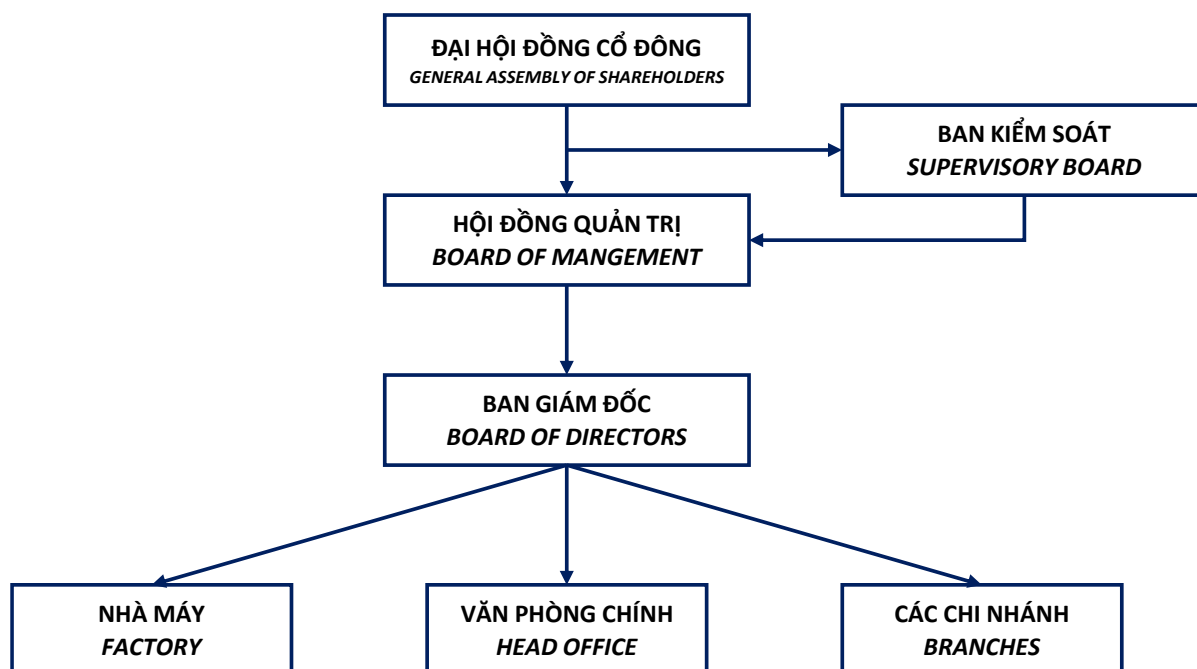 ĐẠI HỘI ĐỒNG CỔ ĐÔNG
GENERAL ASSEMBLY OF SHAREHOLDERS
BAN KIỂM SOÁT
SUPERVISORY BOARD
HỘI ĐỒNG QUẢN TRỊ
BOARD OF MANGEMENT
BAN GIÁM ĐỐC
BOARD OF DIRECTORS
NHÀ MÁY
FACTORY
VĂN PHÒNG CHÍNH
HEAD OFFICE
CÁC CHI NHÁNH
BRANCHES